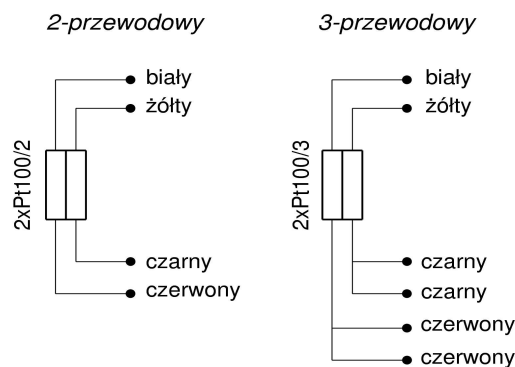 2-przewodowy
biały
żółty
2xPt100/2
czarny
czerwony
3-przewodowy
biały
żółty
2xPt100/3
czarny
czarny
czerwony
czerwony